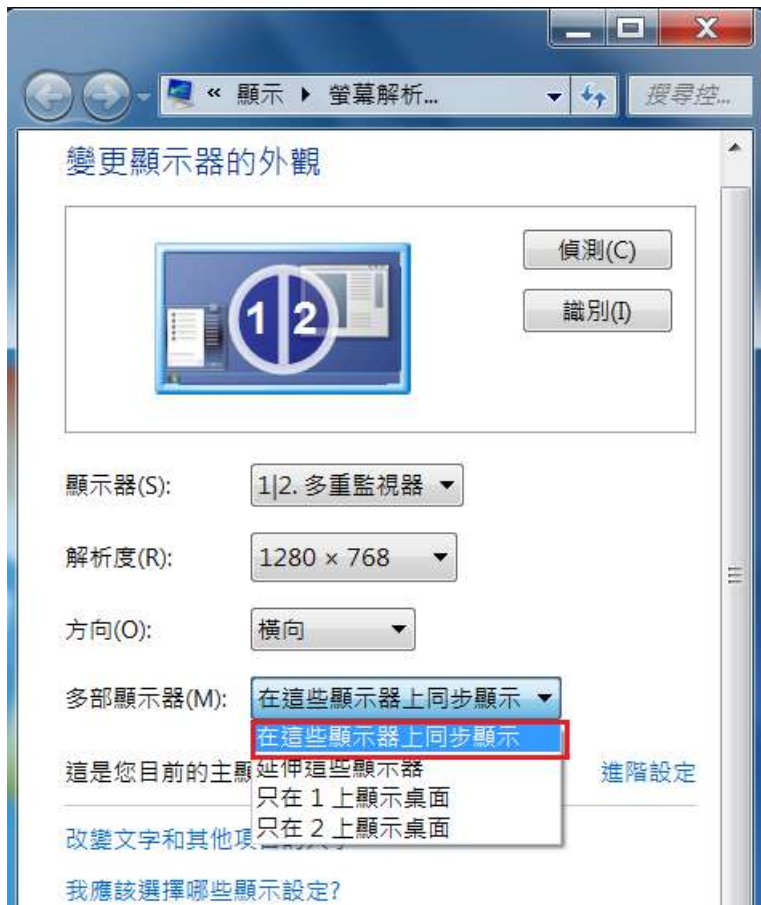 « 顯示 ▸ 螢幕解析... 搜尋控...
變更顯示器的外觀
偵測(C)
識別(I)
1 2
顯示器(S): 1|2. 多重監視器
解析度(R): 1280 × 768
方向(O): 橫向
多部顯示器(M): 在這些顯示器上同步顯示
在這些顯示器上同步顯示
這是您目前的主顯 延伸這些顯示器 進階設定
只在 1 上顯示桌面
改變文字和其他項 只在 2 上顯示桌面
我應該選擇哪些顯示設定?